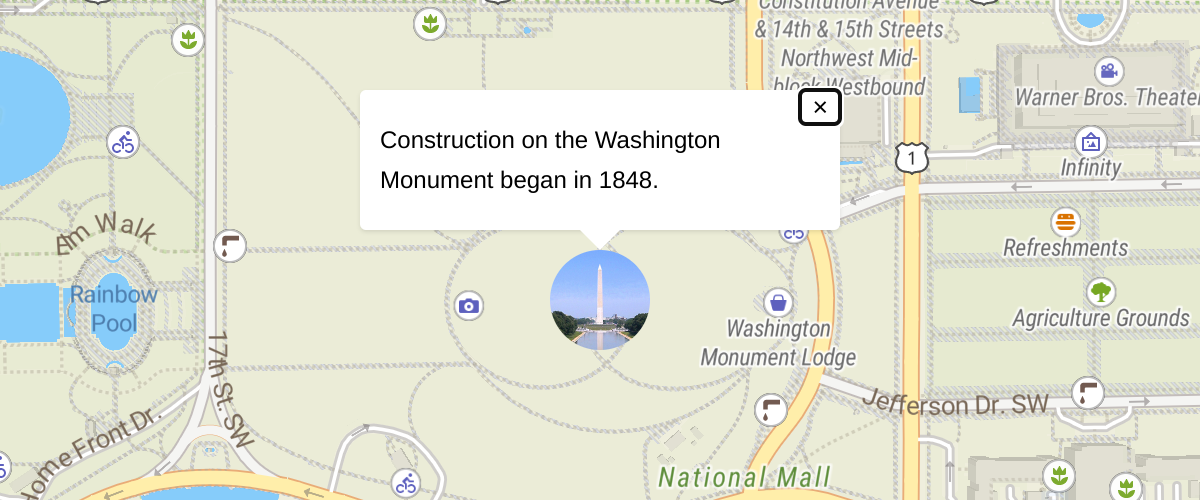 Constitution Avenue
& 14th & 15th Streets
Northwest Mid-
block Westbound
Warner Bros. Theater
Construction on the Washington
Monument began in 1848.
×
1
Infinity
Refreshments
Agriculture Grounds
Rainbow
Pool
Washington
Monument Lodge
17th St. SW
Jefferson Dr. SW
Home Front Dr.
National Mall